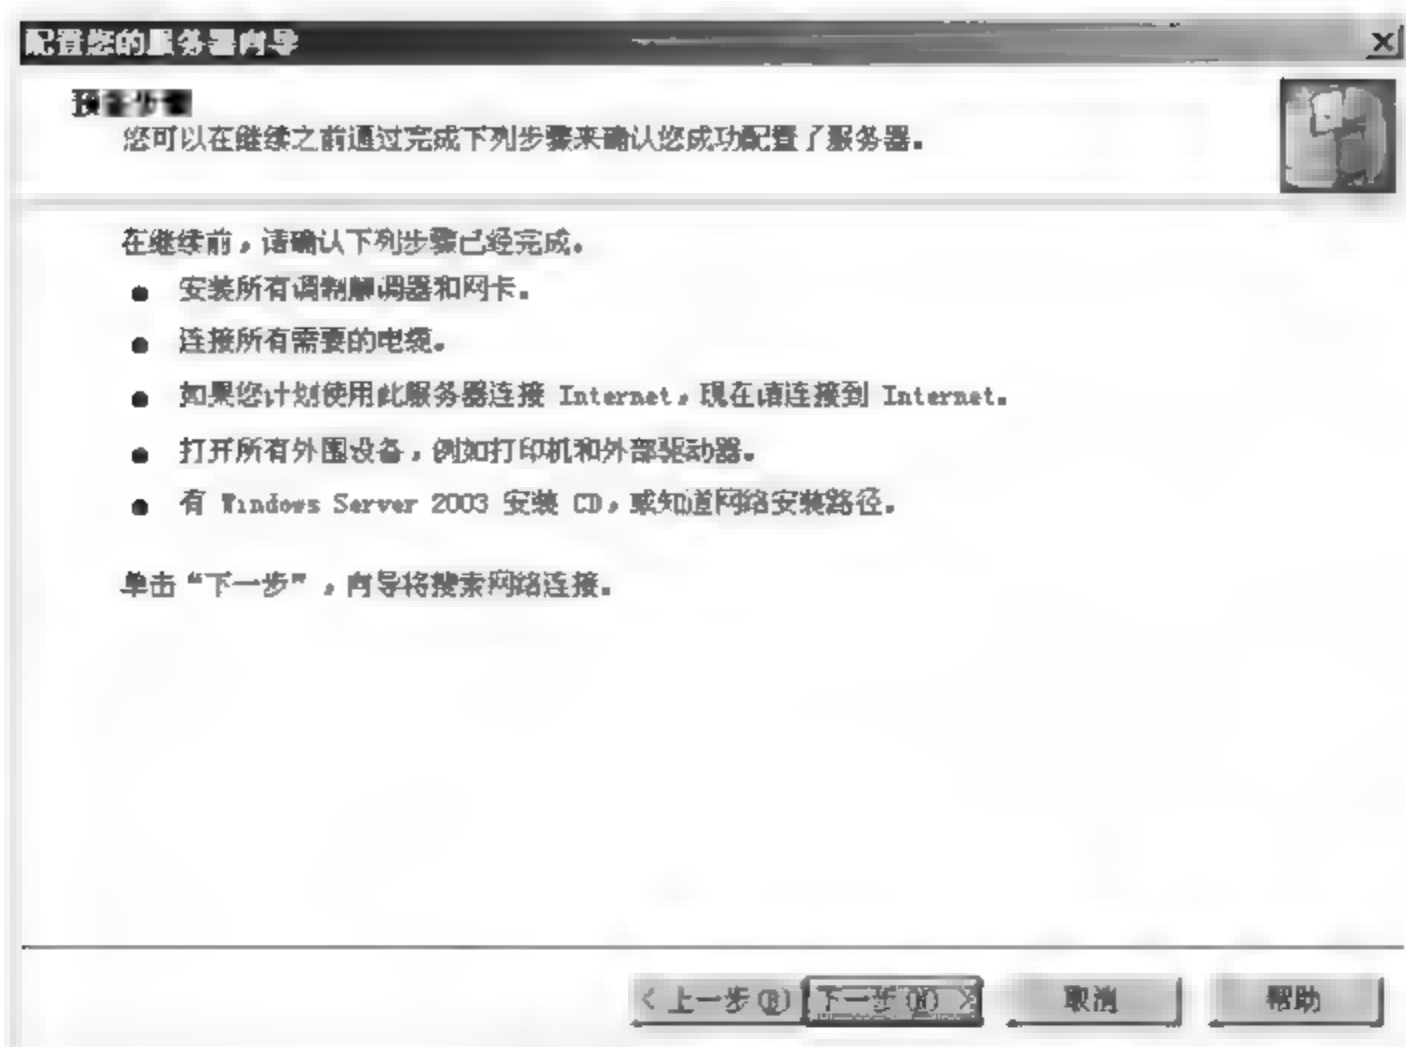 配置您的服务器向导
预备步骤
您可以在继续之前通过完成下列步骤来确认您成功配置了服务器。
在继续前，请确认下列步骤已经完成。
● 安装所有调制解调器和网卡。
● 连接所有需要的电缆。
● 如果您计划使用此服务器连接 Internet，现在请连接到 Internet。
● 打开所有外围设备，例如打印机和外部驱动器。
● 有 Windows Server 2003 安装 CD，或知道网络安装路径。
单击“下一步”，向导将搜索网络连接。
< 上一步(B) 下一步(N) > 取消 帮助